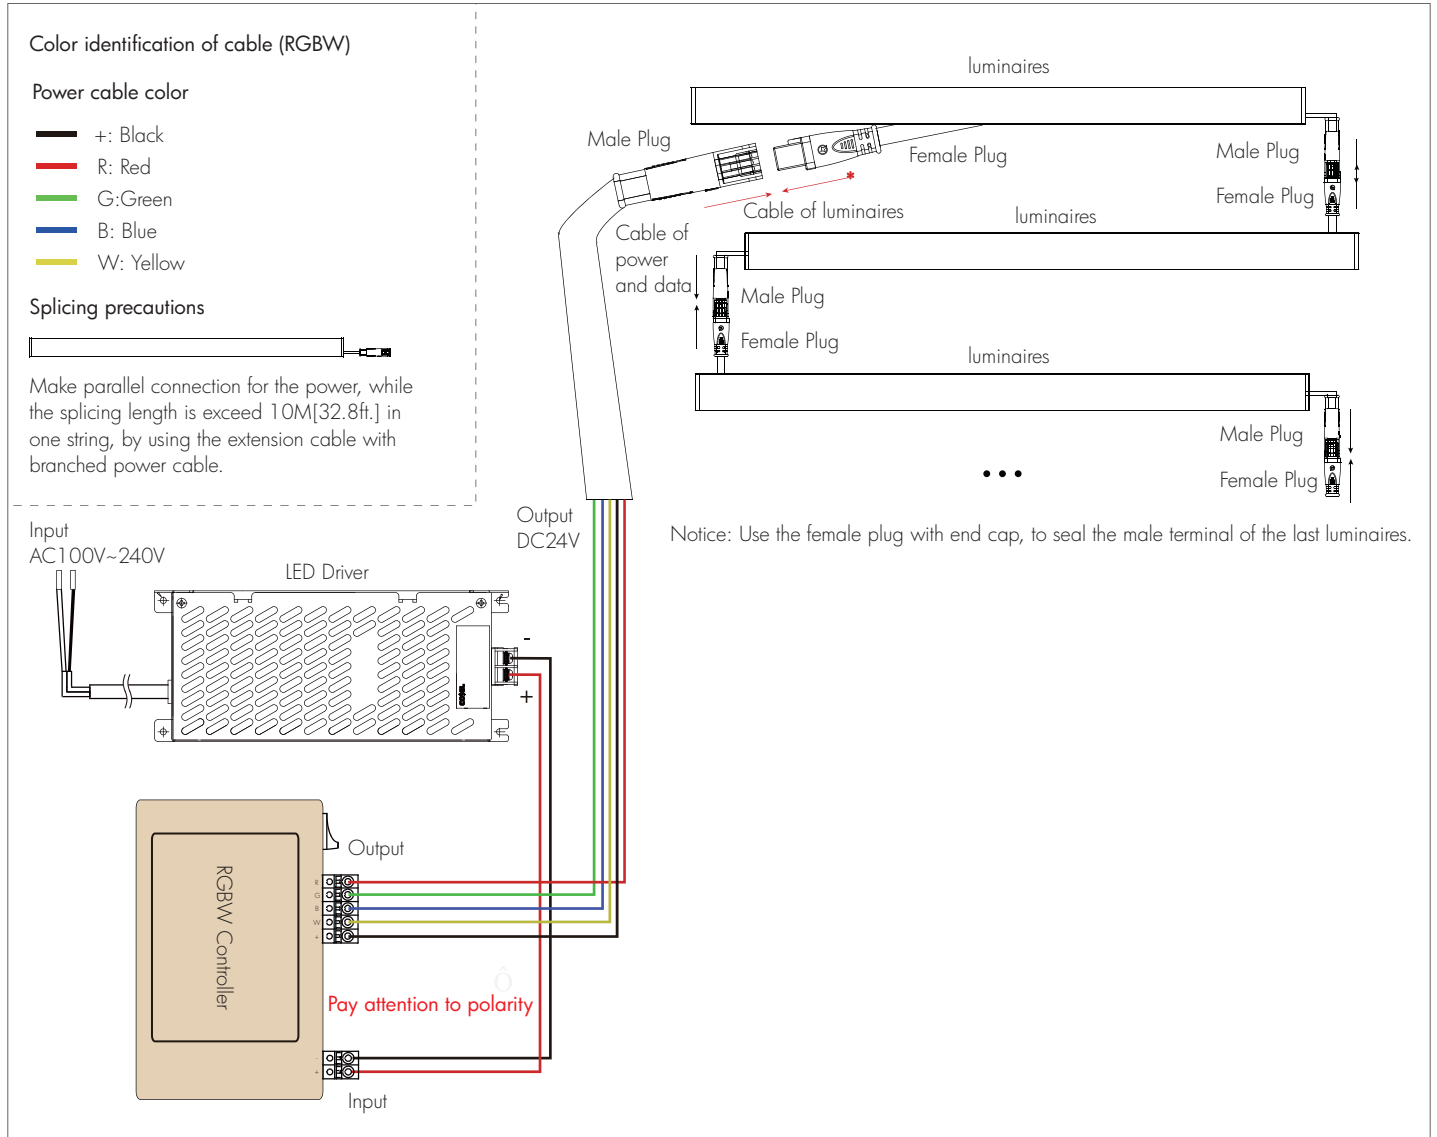 Color identification of cable (RGBW)
Power cable color
+: Black
R: Red
G:Green
B: Blue
W: Yellow
Splicing precautions
Make parallel connection for the power, while
the splicing length is exceed 10M[32.8ft.] in
one string, by using the extension cable with
branched power cable.
luminaires
Male Plug
Female Plug
Male Plug
Female Plug
*
Cable of luminaires
Cable of
power
and data
luminaires
Male Plug
Female Plug
luminaires
Male Plug
Female Plug
•••
Notice: Use the female plug with end cap, to seal the male terminal of the last luminaires.
Input
AC100V~240V
Output
DC24V
LED Driver
-
+
RGBW Controller
Output
R
G
B
W
+
Ô
Pay attention to polarity
-
+
Input